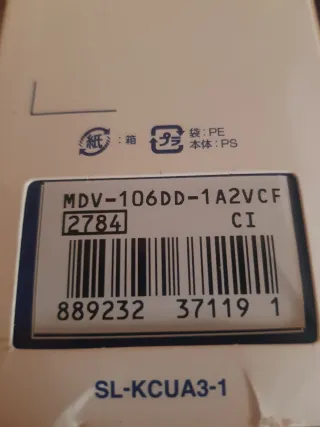 紙 : 箱
プラ 袋 : PE
本体 : PS
MDV-106DD-1A2VCF
2784 CI
889232 37119 1
SL-KCUA3-1